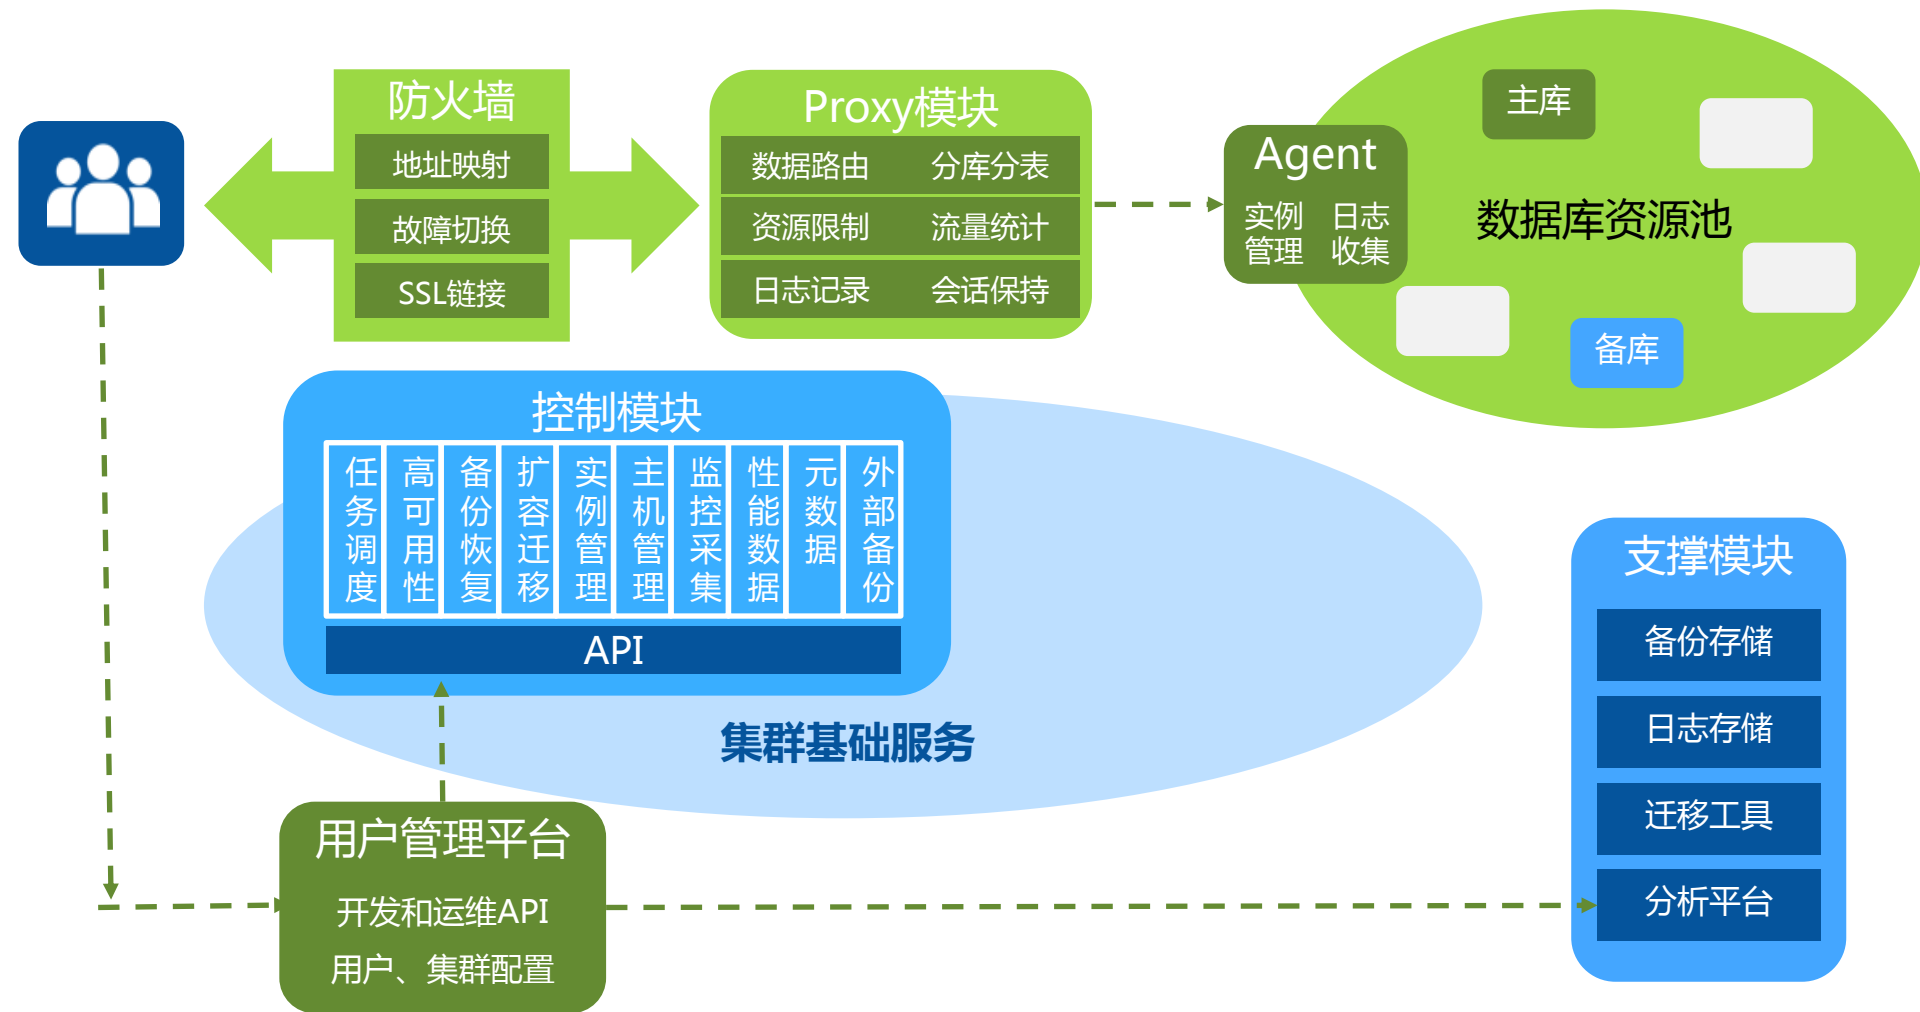 防火墙
地址映射
故障切换
SSL链接
Proxy模块
数据路由 分库分表
资源限制 流量统计
日志记录 会话保持
Agent
实例管理
日志收集
主库
数据库资源池
备库
控制模块
任务调度
高可用性
备份恢复
扩容迁移
实例管理
主机管理
监控采集
性能数据
元数据
外部备份
API
集群基础服务
支撑模块
备份存储
日志存储
迁移工具
分析平台
用户管理平台
开发和运维API
用户、集群配置